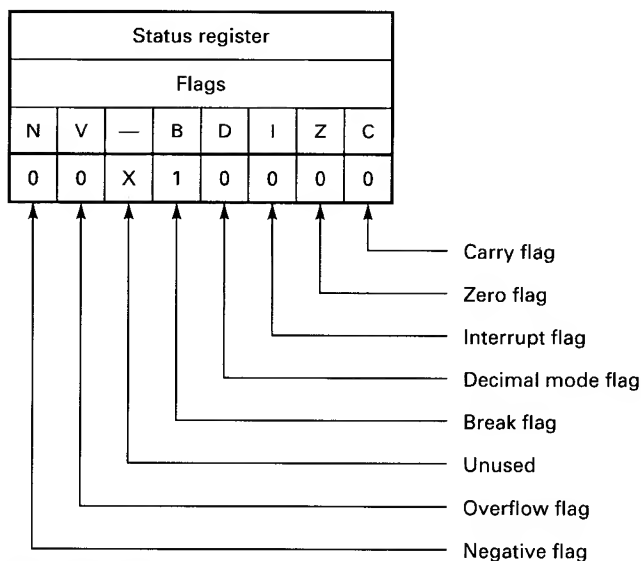 Status register
Flags
N V — B D I Z C
0 0 X 1 0 0 0 0
Carry flag
Zero flag
Interrupt flag
Decimal mode flag
Break flag
Unused
Overflow flag
Negative flag